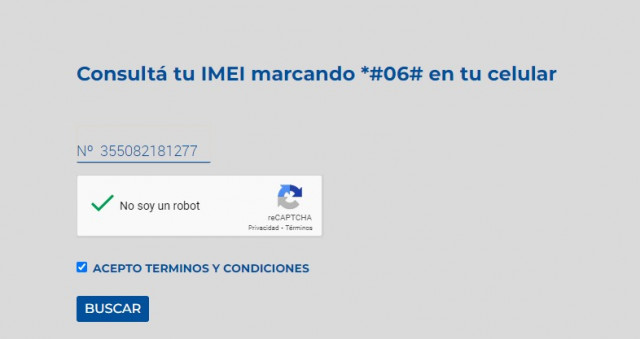 Consultá tu IMEI marcando *#06# en tu celular
Nº 355082181277
No soy un robot
reCAPTCHA
Privacidad - Términos
ACEPTO TERMINOS Y CONDICIONES
BUSCAR